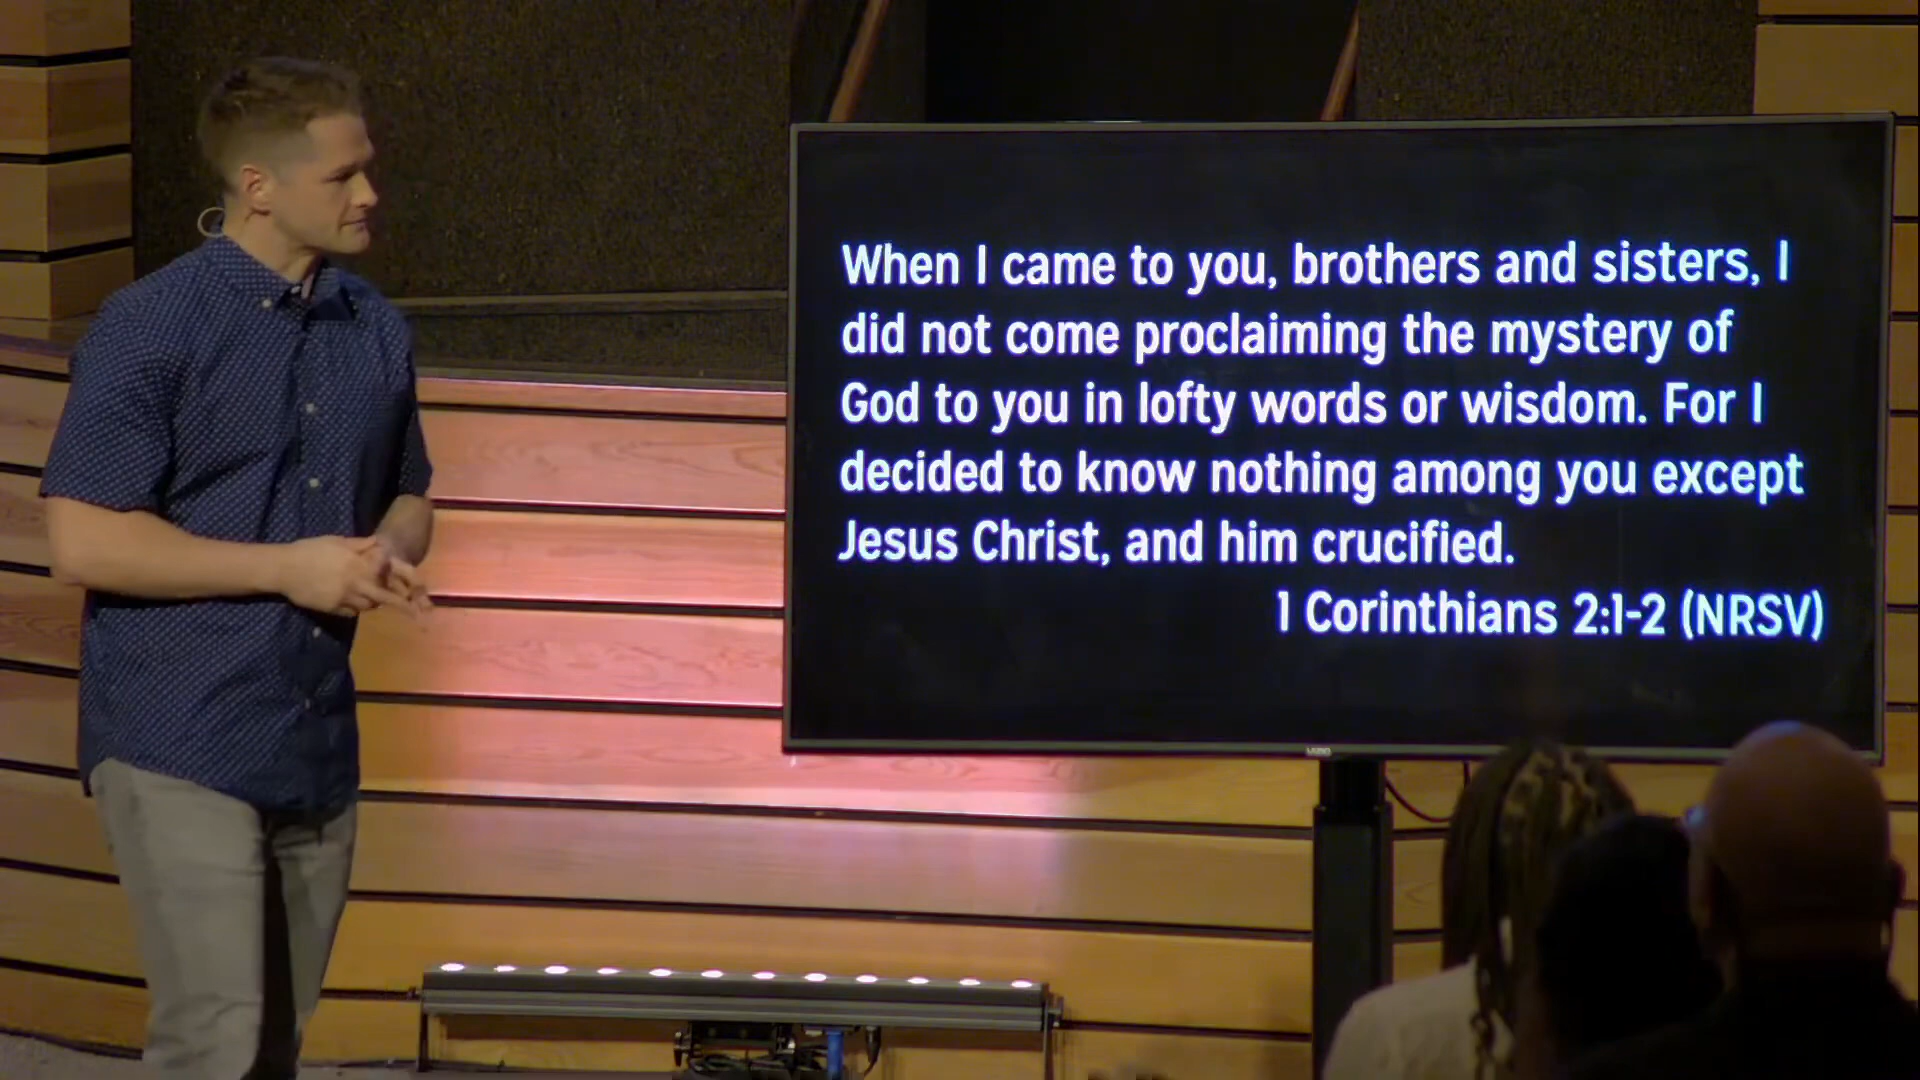 When I came to you, brothers and sisters, I
did not come proclaiming the mystery of
God to you in lofty words or wisdom. For I
decided to know nothing among you except
Jesus Christ, and him crucified.
1 Corinthians 2:1-2 (NRSV)